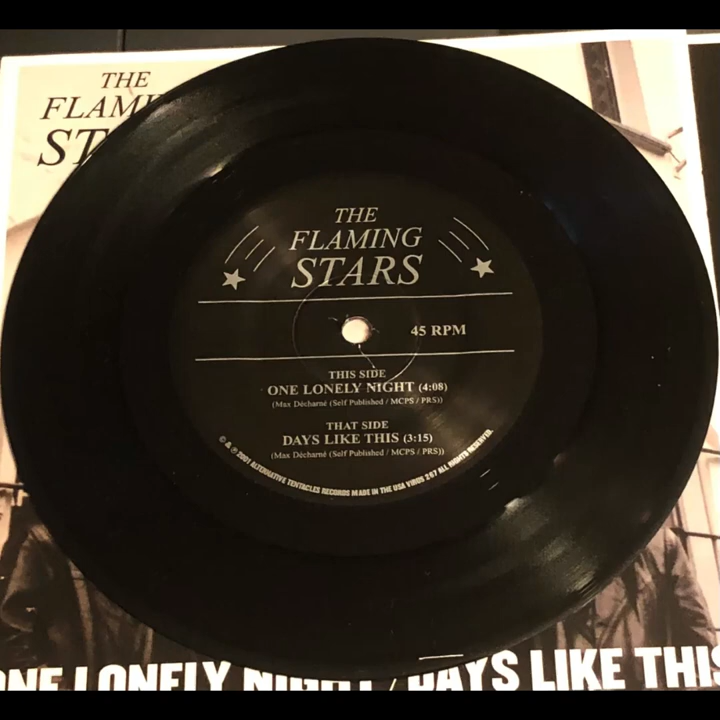 THE
FLAMI
ST
THE
FLAMING
STARS
45 RPM
THIS SIDE
ONE LONELY NIGHT (4:08)
(Max Décharné (Self Published / MCPS / PRS))
THAT SIDE
DAYS LIKE THIS (3:15)
(Max Décharné (Self Published / MCPS / PRS))
© & ℗ 2001 ALTERNATIVE TENTACLES RECORDS MADE IN THE USA VIRUS 267 ALL RIGHTS RESERVED.
ONE LONELY NIGHT / DAYS LIKE THIS